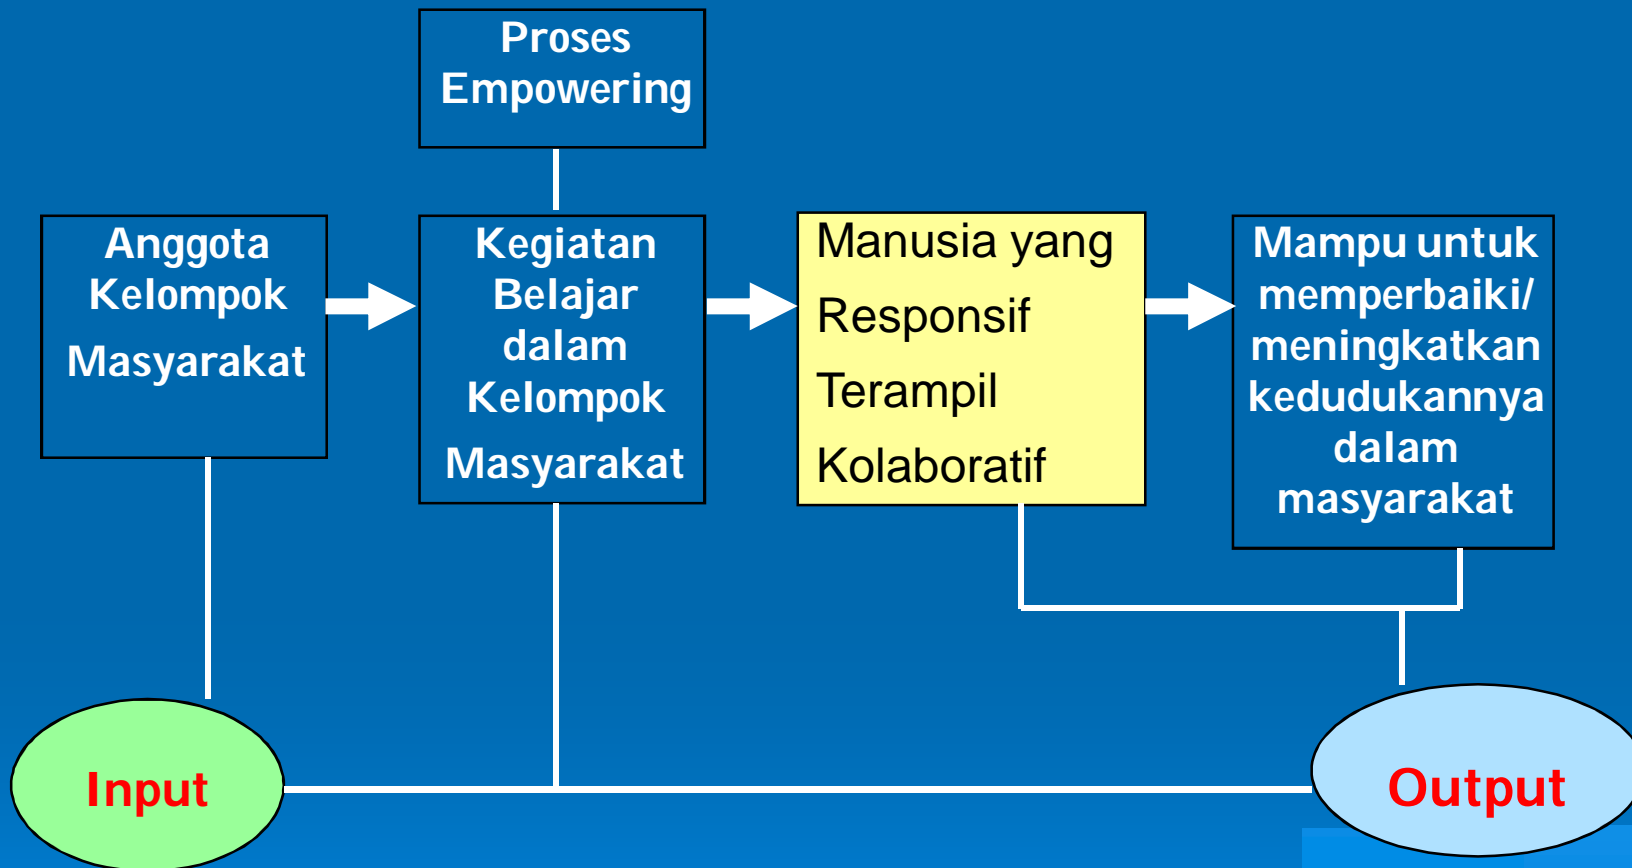 Proses
Empowering
Anggota
Kelompok
Masyarakat
Kegiatan
Belajar
dalam
Kelompok
Masyarakat
Manusia yang
Responsif
Terampil
Kolaboratif
Mampu untuk
memperbaiki/
meningkatkan
kedudukannya
dalam
masyarakat
Input
Output